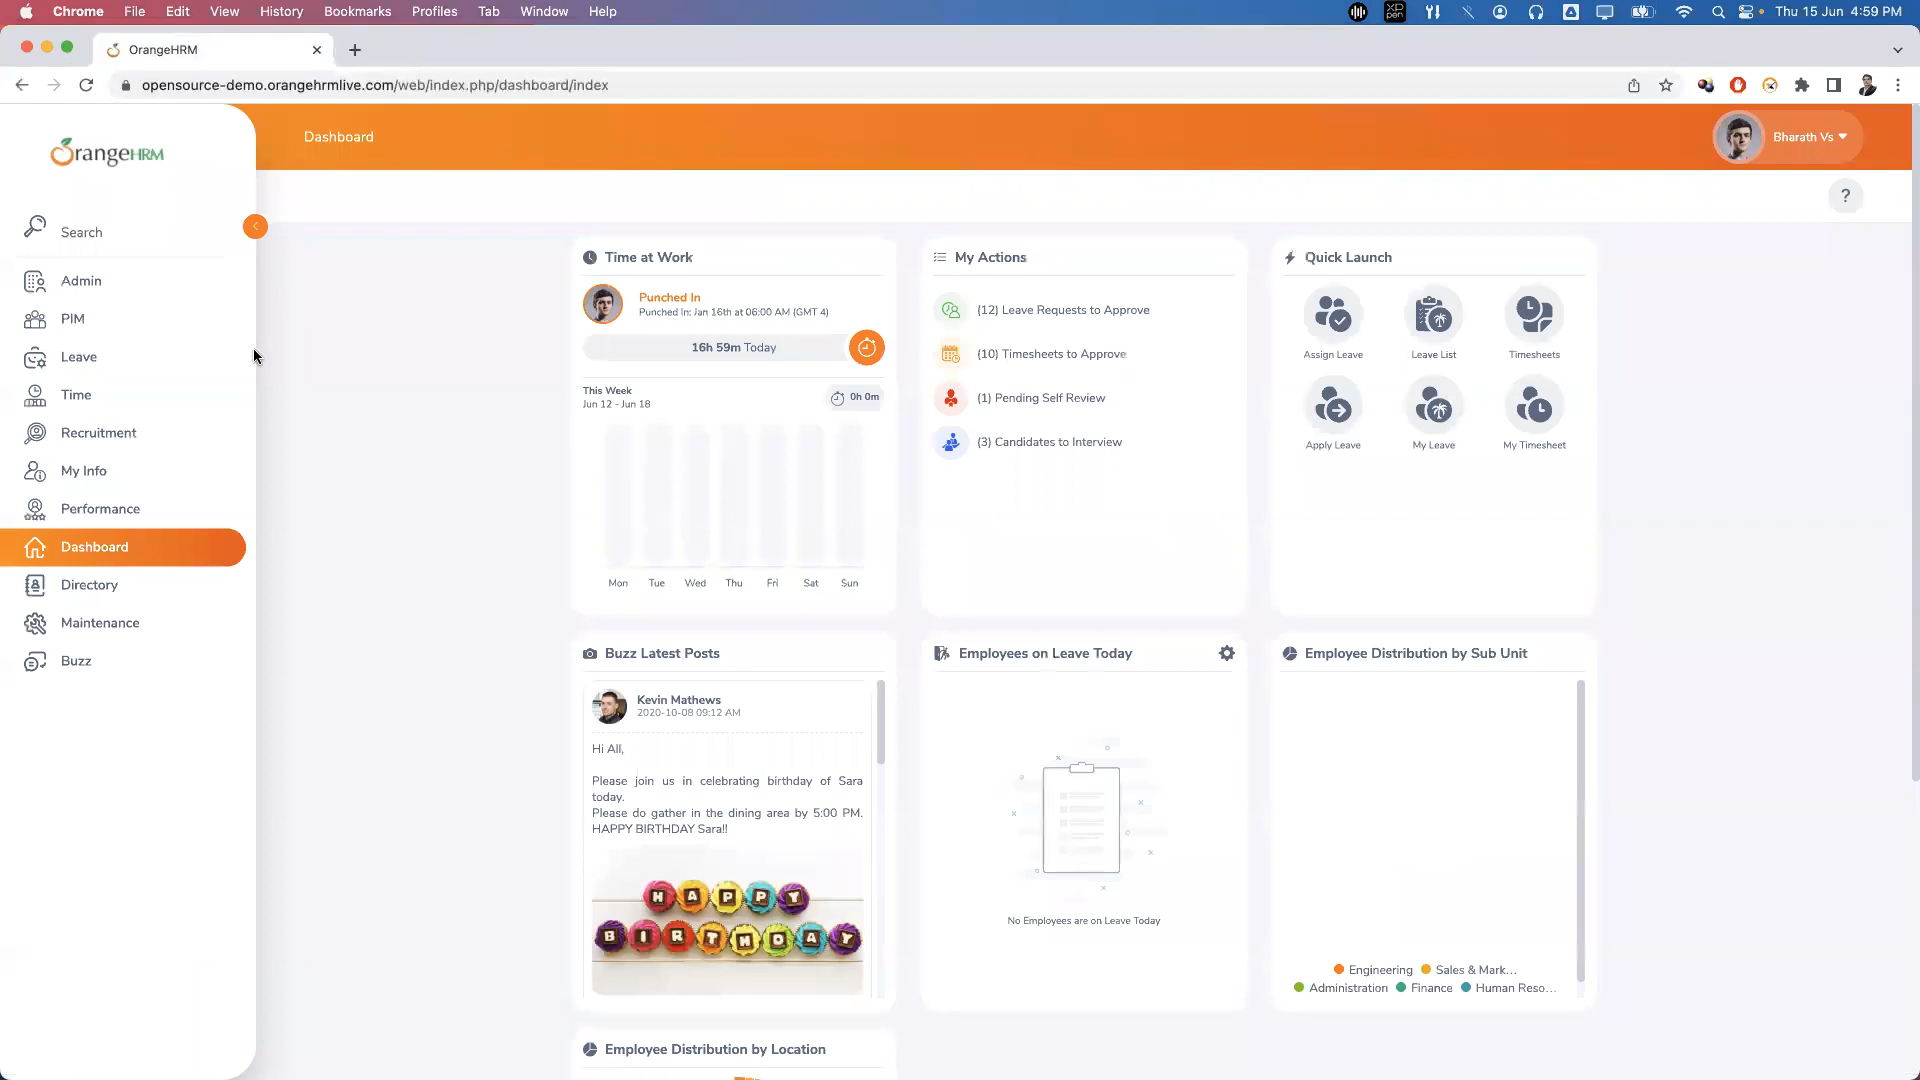 Chrome File Edit View History Bookmarks Profiles Tab Window Help
XP pen
Thu 15 Jun 4:59 PM
OrangeHRM
opensource-demo.orangehrmlive.com/web/index.php/dashboard/index
OrangeHRM
Dashboard
Bharath Vs
?
Search
Admin
PIM
Leave
Time
Recruitment
My Info
Performance
Dashboard
Directory
Maintenance
Buzz
Time at Work
Punched In
Punched In: Jan 16th at 06:00 AM (GMT 4)
16h 59m Today
This Week
Jun 12 - Jun 18
0h 0m
Mon Tue Wed Thu Fri Sat Sun
My Actions
(12) Leave Requests to Approve
(10) Timesheets to Approve
(1) Pending Self Review
(3) Candidates to Interview
Quick Launch
Assign Leave Leave List Timesheets
Apply Leave My Leave My Timesheet
Buzz Latest Posts
Kevin Mathews
2020-10-08 09:12 AM
Hi All,
Please join us in celebrating birthday of Sara
today.
Please do gather in the dining area by 5:00 PM.
HAPPY BIRTHDAY Sara!!
HAPPY
BIRTHDAY
Employees on Leave Today
No Employees are on Leave Today
Employee Distribution by Sub Unit
Engineering Sales & Mark...
Administration Finance Human Reso...
Employee Distribution by Location